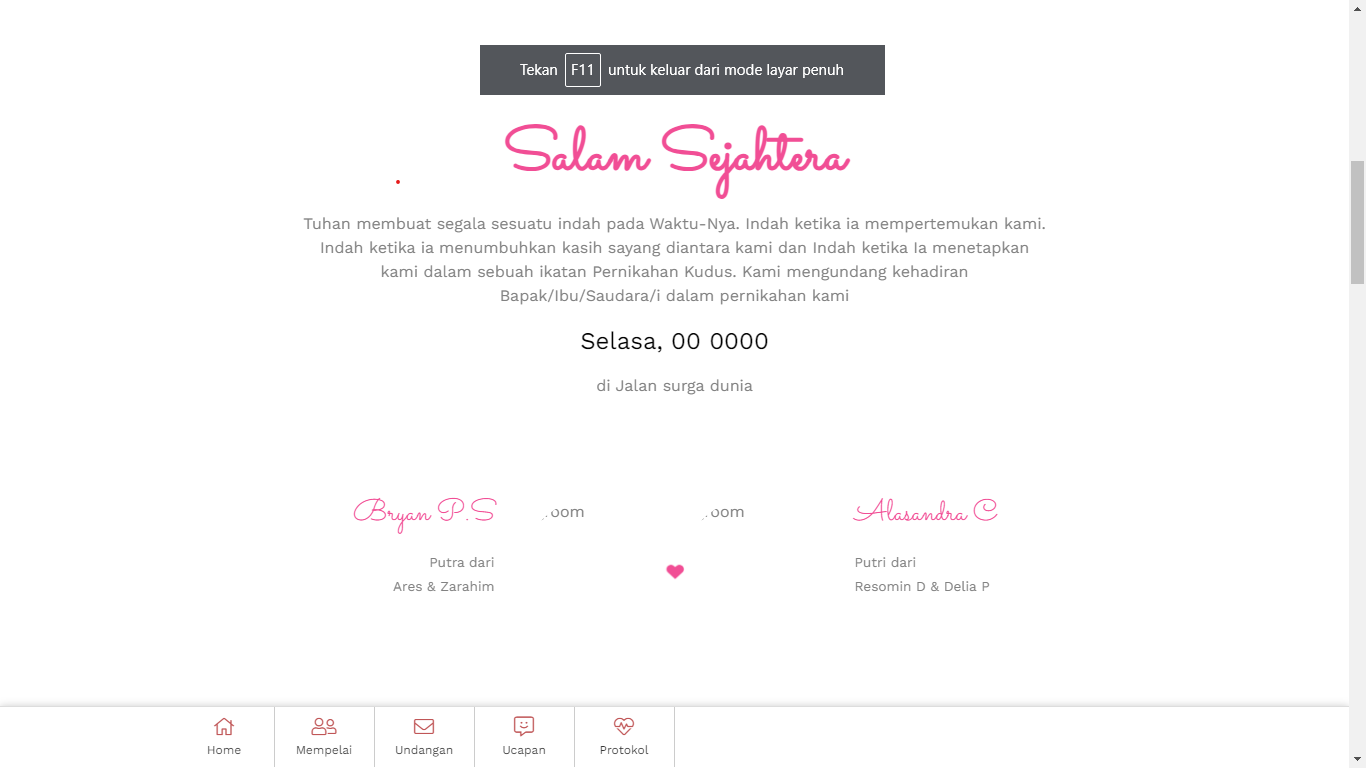 Tekan F11 untuk keluar dari mode layar penuh
Salam Sejahtera
Tuhan membuat segala sesuatu indah pada Waktu-Nya. Indah ketika ia mempertemukan kami.
Indah ketika ia menumbuhkan kasih sayang diantara kami dan Indah ketika Ia menetapkan
kami dalam sebuah ikatan Pernikahan Kudus. Kami mengundang kehadiran
Bapak/Ibu/Saudara/i dalam pernikahan kami
Selasa, 00 0000
di Jalan surga dunia
Bryan P.S
Putra dari
Ares & Zarahim
Alasandra C
Putri dari
Resomin D & Delia P
Home
Mempelai
Undangan
Ucapan
Protokol